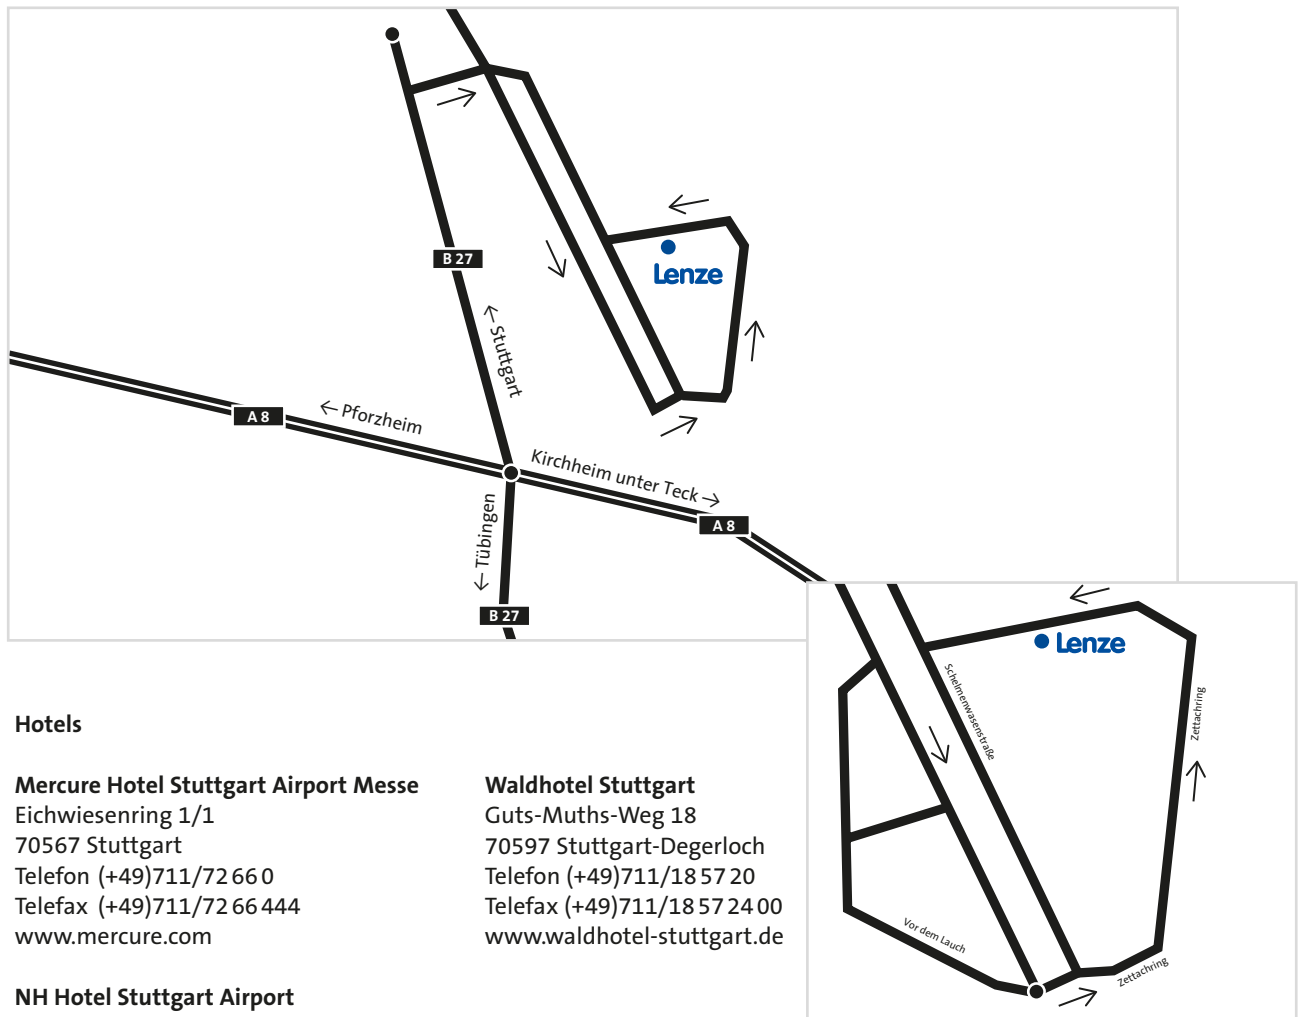 B 27
Lenze
← Stuttgart
← Pforzheim
A 8
Kirchheim unter Teck →
A 8
← Tübingen
B 27
Lenze
Schelmenwasenstraße
Zettachring
Vor dem Lauch
Zettachring
Hotels
Mercure Hotel Stuttgart Airport Messe
Eichwiesenring 1/1
70567 Stuttgart
Telefon (+49)711/72 66 0
Telefax (+49)711/72 66 444
www.mercure.com
NH Hotel Stuttgart Airport
Waldhotel Stuttgart
Guts-Muths-Weg 18
70597 Stuttgart-Degerloch
Telefon (+49)711/18 57 20
Telefax (+49)711/18 57 24 00
www.waldhotel-stuttgart.de